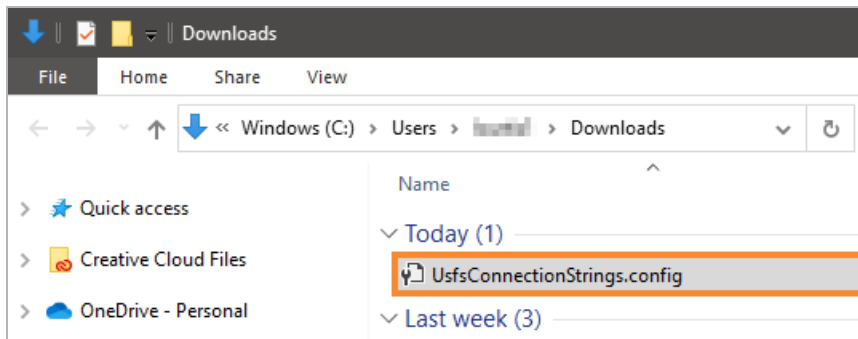 Downloads
File Home Share View
« Windows (C:) > Users > > Downloads
Name
Quick access
Today (1)
Creative Cloud Files
UsfsConnectionStrings.config
OneDrive - Personal
Last week (3)